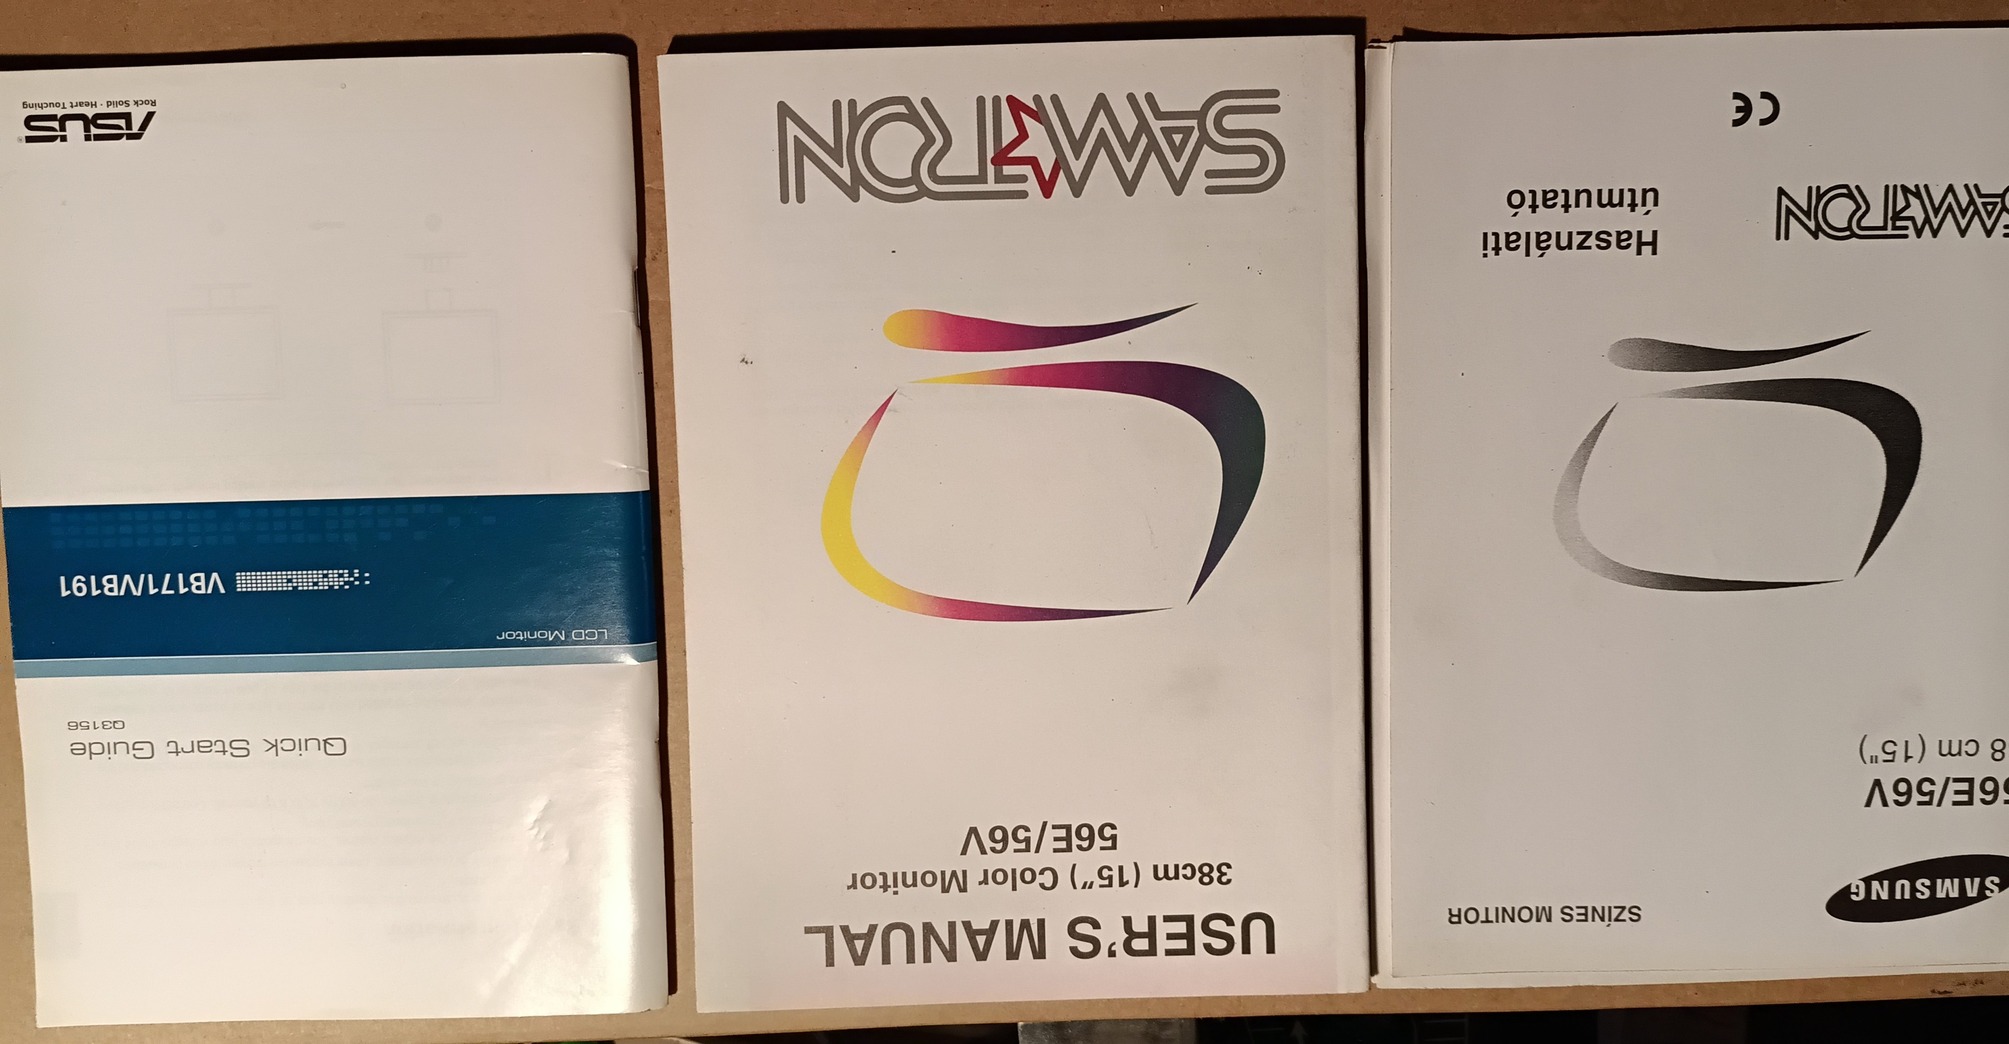 Quick Start Guide
Q3156
LCD Monitor
VB171/VB191
ASUS®
Rock Solid · Heart Touching
USER'S MANUAL
38cm (15") Color Monitor
56E/56V
SAMTRON
SAMSUNG
SZÍNES MONITOR
56E/56V
8 cm (15")
SAMTRON
Használati
útmutató
CE